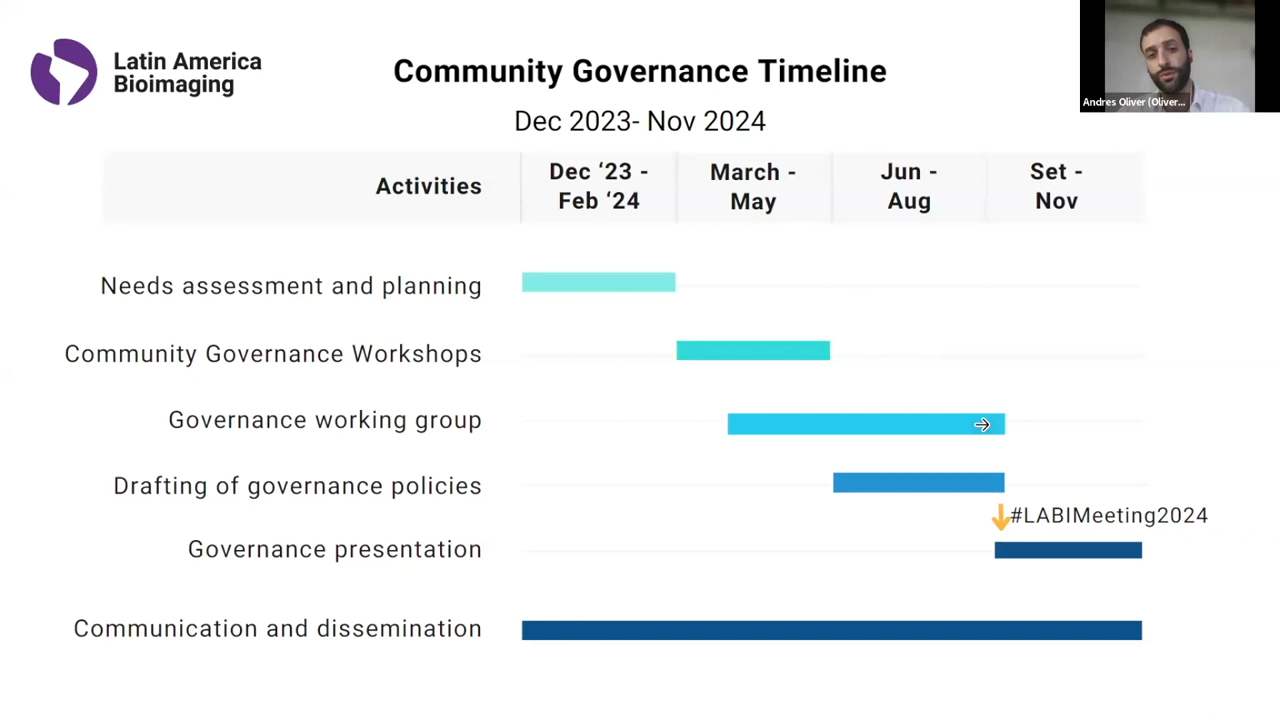 Latin America
Bioimaging
Community Governance Timeline
Dec 2023- Nov 2024
Andres Oliver (Oliver...
Activities
Dec ‘23 -
Feb ‘24
March -
May
Jun -
Aug
Set -
Nov
Needs assessment and planning
Community Governance Workshops
Governance working group
Drafting of governance policies
#LABIMeeting2024
Governance presentation
Communication and dissemination